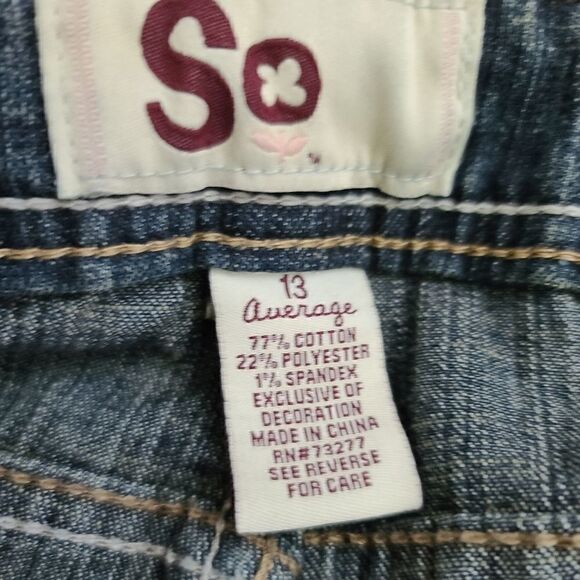 So
13
average
77% COTTON
22% POLYESTER
1% SPANDEX
EXCLUSIVE OF
DECORATION
MADE IN CHINA
RN#73277
SEE REVERSE
FOR CARE